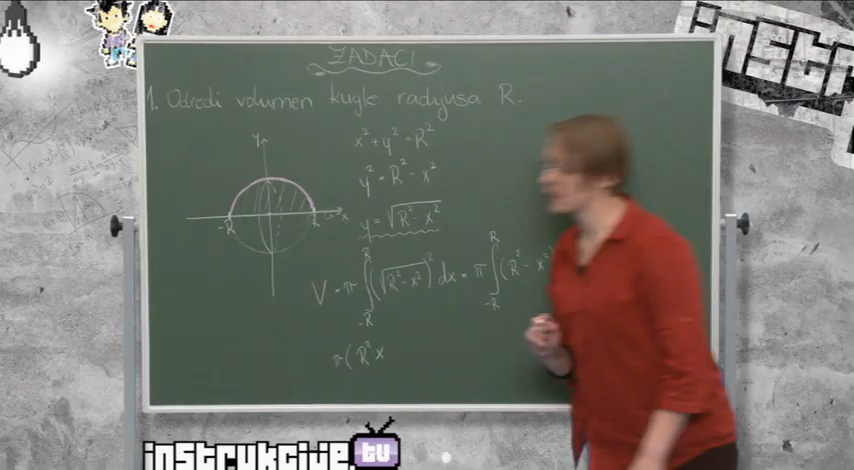 ZADACI
1. Odredi volumen kugle radijusa R.
y
-R R x
x² + y² = R²
y² = R² - x²
y = √(R² - x²)
V = π ∫_{-R}^{R} (√(R² - x²))² dx = π ∫_{-R}^{R} (R² - x²)
π(R²x
instrukcije tv